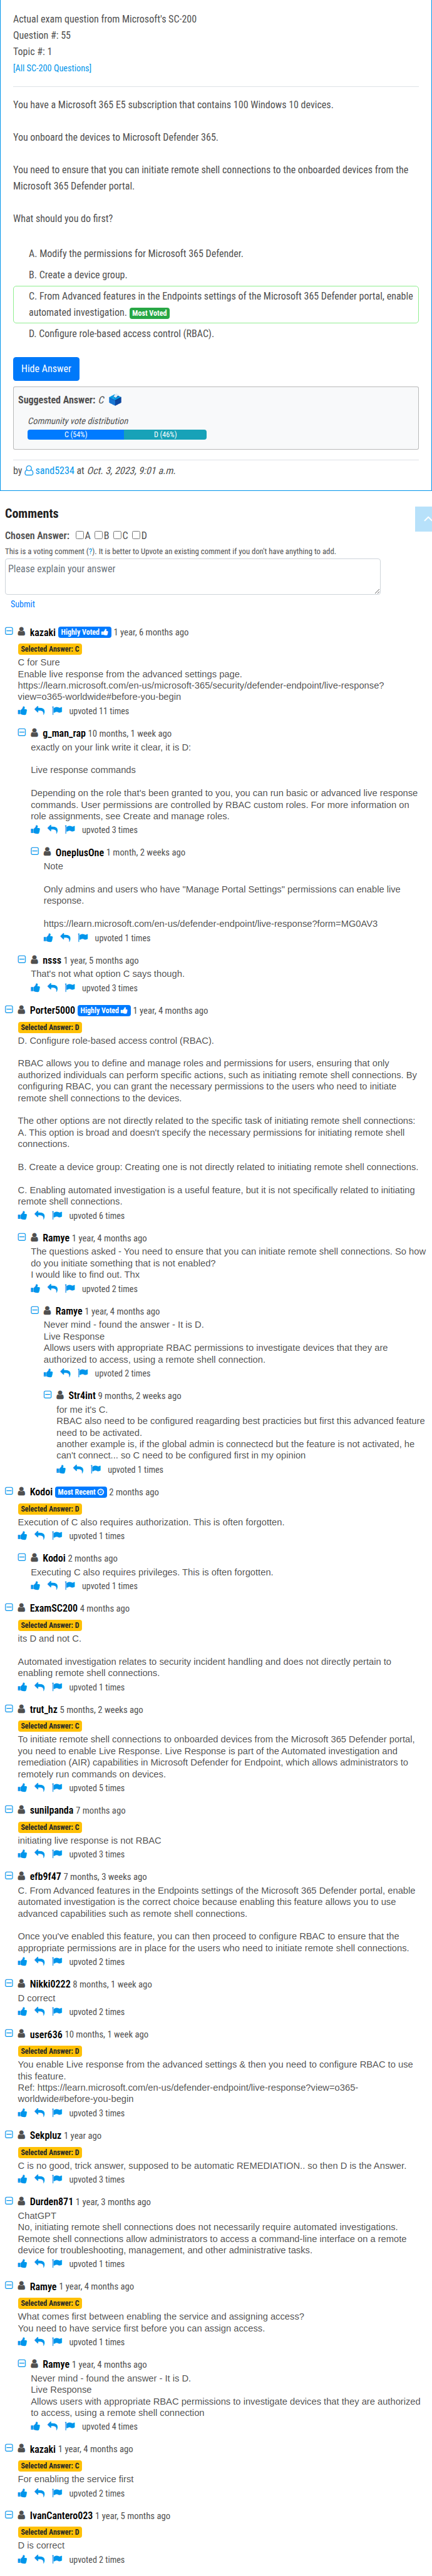 Actual exam question from Microsoft's SC-200
Question #: 55
Topic #: 1
[All SC-200 Questions]
You have a Microsoft 365 E5 subscription that contains 100 Windows 10 devices.
You onboard the devices to Microsoft Defender 365.
You need to ensure that you can initiate remote shell connections to the onboarded devices from the
Microsoft 365 Defender portal.
What should you do first?
A. Modify the permissions for Microsoft 365 Defender.
B. Create a device group.
C. From Advanced features in the Endpoints settings of the Microsoft 365 Defender portal, enable
automated investigation. Most Voted
D. Configure role-based access control (RBAC).
Hide Answer
Suggested Answer: C
Community vote distribution
C (54%) D (46%)
by sand5234 at Oct. 3, 2023, 9:01 a.m.
Comments
Chosen Answer: A B C D
This is a voting comment (?). It is better to Upvote an existing comment if you don't have anything to add.
Please explain your answer
Submit
kazaki Highly Voted 1 year, 6 months ago
Selected Answer: C
C for Sure
Enable live response from the advanced settings page.
https://learn.microsoft.com/en-us/microsoft-365/security/defender-endpoint/live-response?
view=o365-worldwide#before-you-begin
upvoted 11 times
g_man_rap 10 months, 1 week ago
exactly on your link write it clear, it is D:
Live response commands
Depending on the role that's been granted to you, you can run basic or advanced live response
commands. User permissions are controlled by RBAC custom roles. For more information on
role assignments, see Create and manage roles.
upvoted 3 times
OneplusOne 1 month, 2 weeks ago
Note
Only admins and users who have "Manage Portal Settings" permissions can enable live
response.
https://learn.microsoft.com/en-us/defender-endpoint/live-response?form=MG0AV3
upvoted 1 times
nsss 1 year, 5 months ago
That's not what option C says though.
upvoted 3 times
Porter5000 Highly Voted 1 year, 4 months ago
Selected Answer: D
D. Configure role-based access control (RBAC).
RBAC allows you to define and manage roles and permissions for users, ensuring that only
authorized individuals can perform specific actions, such as initiating remote shell connections. By
configuring RBAC, you can grant the necessary permissions to the users who need to initiate
remote shell connections to the devices.
The other options are not directly related to the specific task of initiating remote shell connections:
A. This option is broad and doesn't specify the necessary permissions for initiating remote shell
connections.
B. Create a device group: Creating one is not directly related to initiating remote shell connections.
C. Enabling automated investigation is a useful feature, but it is not specifically related to initiating
remote shell connections.
upvoted 6 times
Ramye 1 year, 4 months ago
The questions asked - You need to ensure that you can initiate remote shell connections. So how
do you initiate something that is not enabled?
I would like to find out. Thx
upvoted 2 times
Ramye 1 year, 4 months ago
Never mind - found the answer - It is D.
Live Response
Allows users with appropriate RBAC permissions to investigate devices that they are
authorized to access, using a remote shell connection.
upvoted 2 times
Str4int 9 months, 2 weeks ago
for me it's C.
RBAC also need to be configured reagarding best practicies but first this advanced feature
need to be activated.
another example is, if the global admin is connectecd but the feature is not activated, he
can't connect... so C need to be configured first in my opinion
upvoted 1 times
Kodoi Most Recent 2 months ago
Selected Answer: D
Execution of C also requires authorization. This is often forgotten.
upvoted 1 times
Kodoi 2 months ago
Executing C also requires privileges. This is often forgotten.
upvoted 1 times
ExamSC200 4 months ago
Selected Answer: D
its D and not C.
Automated investigation relates to security incident handling and does not directly pertain to
enabling remote shell connections.
upvoted 1 times
trut_hz 5 months, 2 weeks ago
Selected Answer: C
To initiate remote shell connections to onboarded devices from the Microsoft 365 Defender portal,
you need to enable Live Response. Live Response is part of the Automated investigation and
remediation (AIR) capabilities in Microsoft Defender for Endpoint, which allows administrators to
remotely run commands on devices.
upvoted 5 times
sunilpanda 7 months ago
Selected Answer: C
initiating live response is not RBAC
upvoted 3 times
efb9f47 7 months, 3 weeks ago
C. From Advanced features in the Endpoints settings of the Microsoft 365 Defender portal, enable
automated investigation is the correct choice because enabling this feature allows you to use
advanced capabilities such as remote shell connections.
Once you've enabled this feature, you can then proceed to configure RBAC to ensure that the
appropriate permissions are in place for the users who need to initiate remote shell connections.
upvoted 2 times
Nikki0222 8 months, 1 week ago
D correct
upvoted 2 times
user636 10 months, 1 week ago
Selected Answer: D
You enable Live Response from the advanced settings & then you need to configure RBAC to use
this feature.
Ref: https://learn.microsoft.com/en-us/defender-endpoint/live-response?view=o365-
worldwide#before-you-begin
upvoted 3 times
Sekpluz 1 year ago
Selected Answer: D
C is no good, trick answer, supposed to be automatic REMEDIATION.. so then D is the Answer.
upvoted 3 times
Durden871 1 year, 3 months ago
ChatGPT
No, initiating remote shell connections does not necessarily require automated investigations.
Remote shell connections allow administrators to access a command-line interface on a remote
device for troubleshooting, management, and other administrative tasks.
upvoted 1 times
Ramye 1 year, 4 months ago
Selected Answer: C
What comes first between enabling the service and assigning access?
You need to have service first before you can assign access.
upvoted 1 times
Ramye 1 year, 4 months ago
Never mind - found the answer - It is D.
Live Response
Allows users with appropriate RBAC permissions to investigate devices that they are authorized
to access, using a remote shell connection
upvoted 4 times
kazaki 1 year, 4 months ago
Selected Answer: C
For enabling the service first
upvoted 2 times
IvanCantero023 1 year, 5 months ago
Selected Answer: D
D is correct
upvoted 2 times